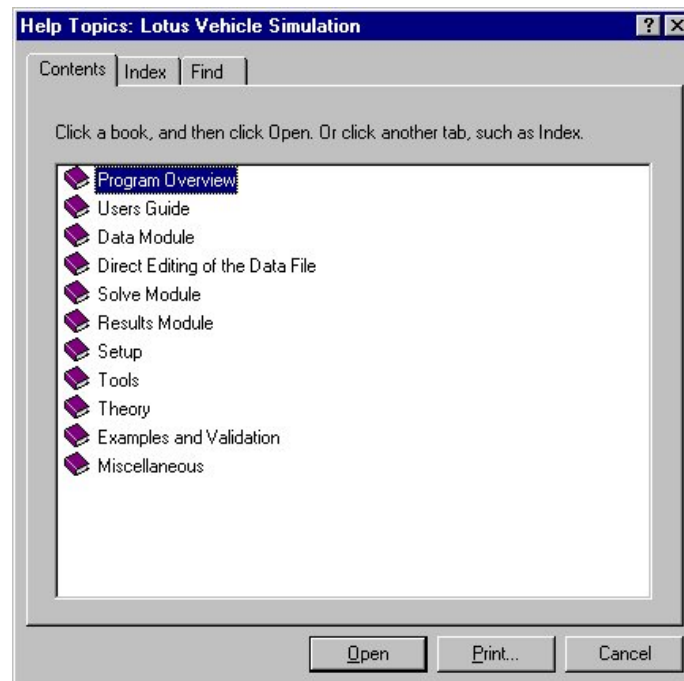 Help Topics: Lotus Vehicle Simulation
Contents Index Find
Click a book, and then click Open. Or click another tab, such as Index.
Program Overview
Users Guide
Data Module
Direct Editing of the Data File
Solve Module
Results Module
Setup
Tools
Theory
Examples and Validation
Miscellaneous
Open Print... Cancel